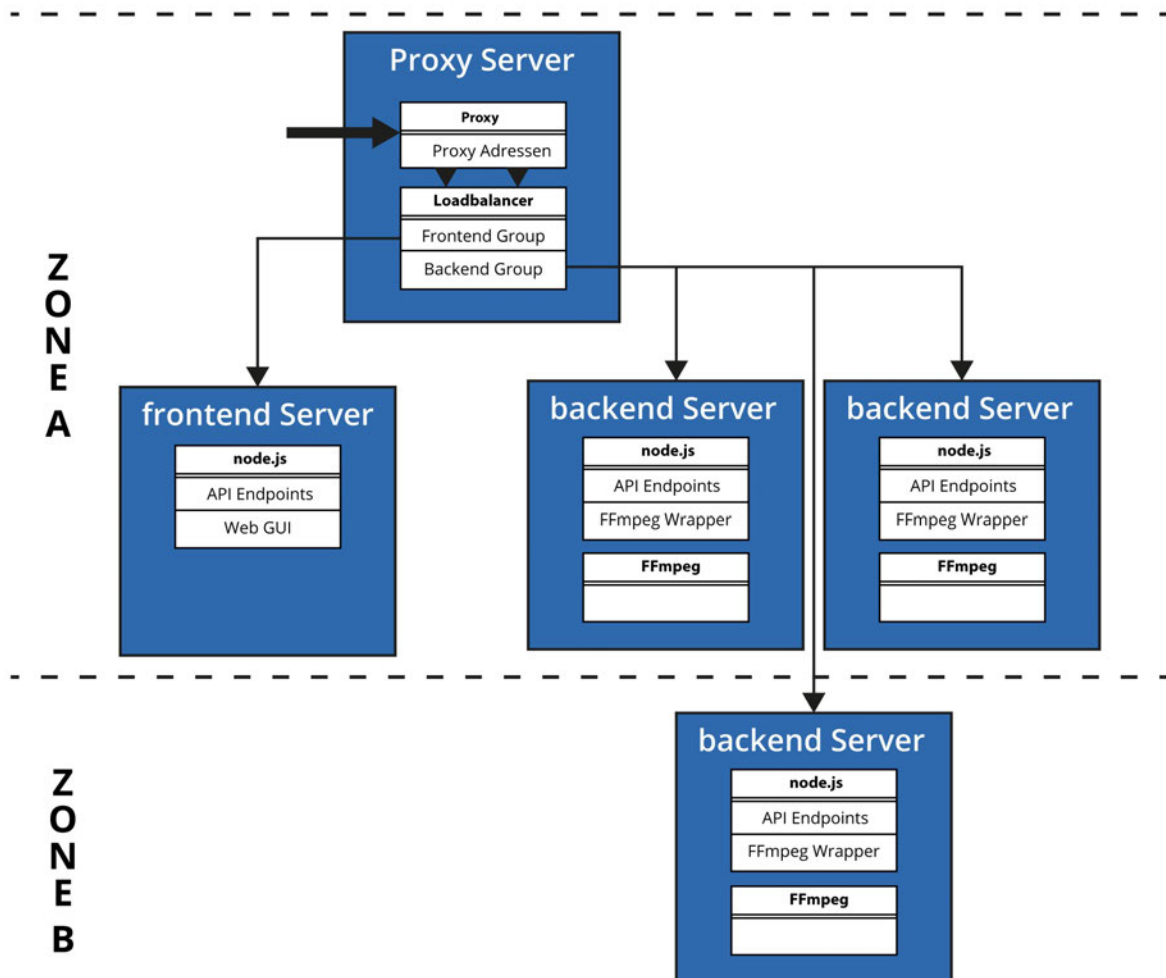 Proxy Server
Proxy
Proxy Adressen
Loadbalancer
Frontend Group
Backend Group
ZONE A
frontend Server
node.js
API Endpoints
Web GUI
backend Server
node.js
API Endpoints
FFmpeg Wrapper
FFmpeg
backend Server
node.js
API Endpoints
FFmpeg Wrapper
FFmpeg
ZONE B
backend Server
node.js
API Endpoints
FFmpeg Wrapper
FFmpeg